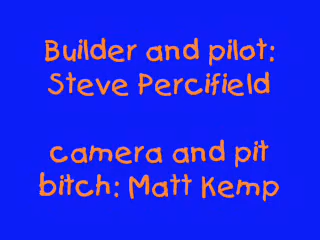 Builder and pilot:
Steve Percifield
camera and pit
bitch: Matt Kemp